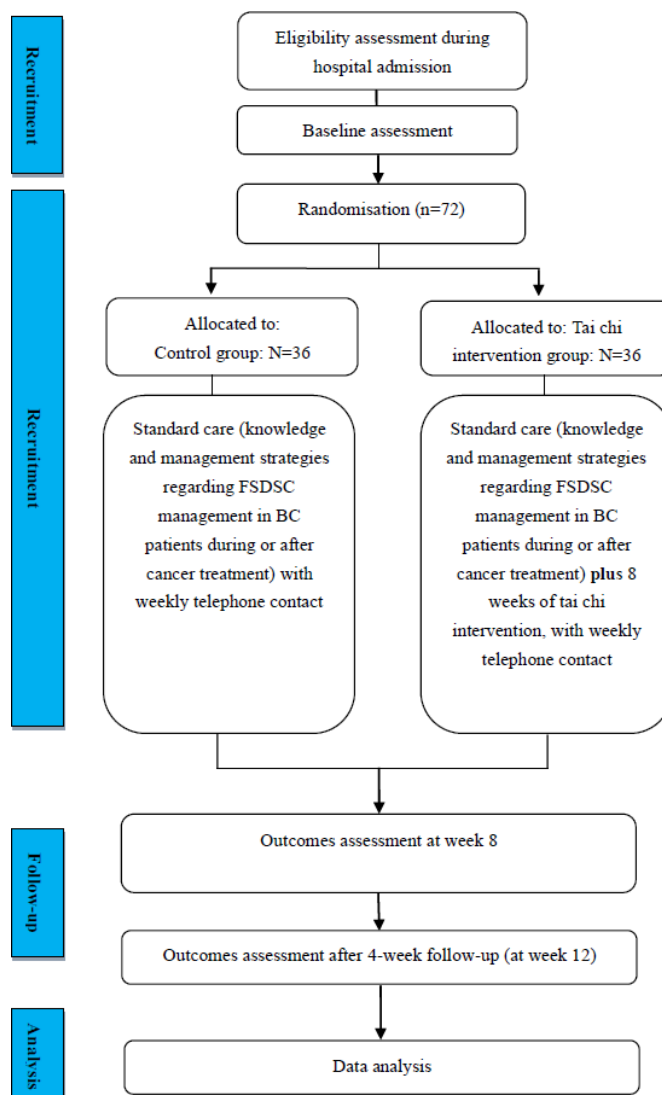 Recruitment
Eligibility assessment during
hospital admission
Baseline assessment
Recruitment
Randomisation (n=72)
Allocated to:
Control group: N=36
Allocated to: Tai chi
intervention group: N=36
Standard care (knowledge
and management strategies
regarding FSDSC
management in BC
patients during or after
cancer treatment) with
weekly telephone contact
Standard care (knowledge
and management strategies
regarding FSDSC
management in BC
patients during or after
cancer treatment) plus 8
weeks of tai chi
intervention, with weekly
telephone contact
Follow-up
Outcomes assessment at week 8
Outcomes assessment after 4-week follow-up (at week 12)
Analysis
Data analysis